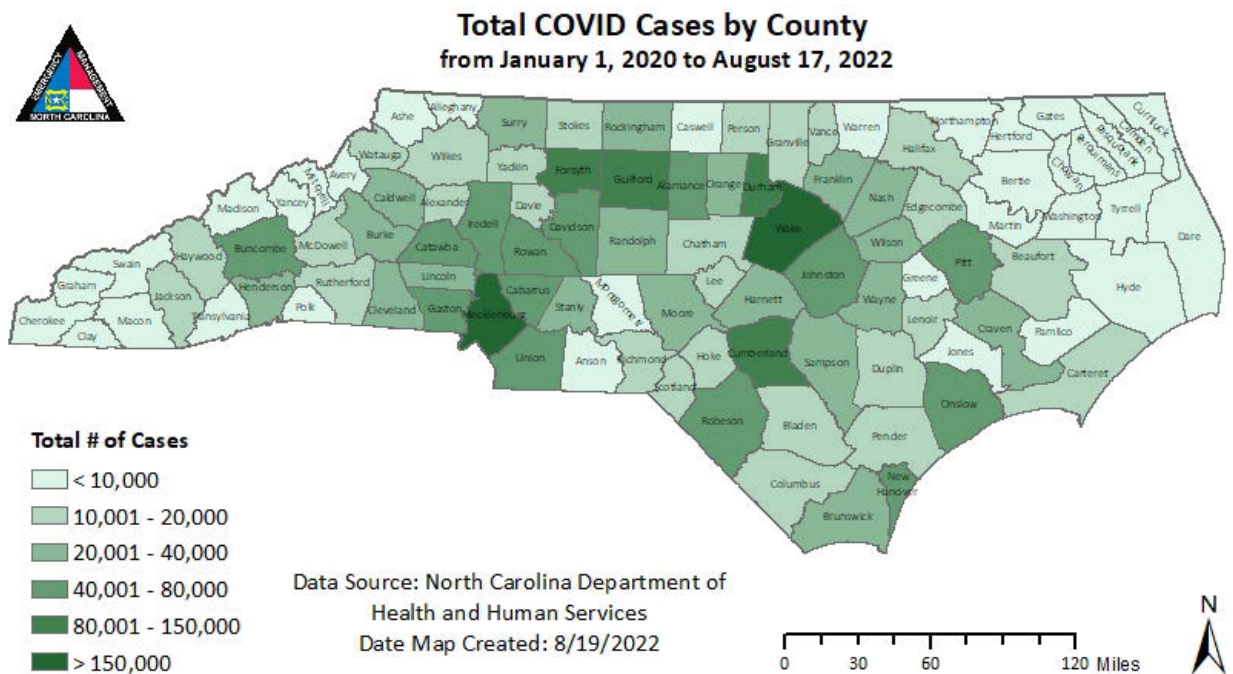 Total COVID Cases by County
from January 1, 2020 to August 17, 2022
EMERGENCY
MANAGEMENT
NORTH CAROLINA
Ashe
Alleghany
Surry
Stokes
Rockingham
Caswell
Person
Granville
Vance
Warren
Northampton
Hertford
Gates
Currituck
Camden
Pasquotank
Perquimans
Chowan
Watauga
Wilkes
Yadkin
Forsyth
Guilford
Alamance
Orange
Durham
Franklin
Halifax
Bertie
Avery
Mitchell
Yancey
Madison
Caldwell
Alexander
Iredell
Davie
Davidson
Randolph
Chatham
Wake
Nash
Edgecombe
Martin
Washington
Tyrrell
Dare
Swain
Haywood
Buncombe
McDowell
Burke
Catawba
Rowan
Wilson
Pitt
Beaufort
Hyde
Graham
Jackson
Henderson
Rutherford
Lincoln
Cabarrus
Stanly
Montgomery
Moore
Lee
Harnett
Johnston
Wayne
Greene
Cherokee
Clay
Macon
Transylvania
Polk
Cleveland
Gaston
Mecklenburg
Lenoir
Craven
Pamlico
Union
Anson
Richmond
Scotland
Hoke
Cumberland
Sampson
Duplin
Jones
Carteret
Robeson
Bladen
Pender
Onslow
Columbus
Brunswick
New
Hanover
Total # of Cases
< 10,000
10,001 - 20,000
20,001 - 40,000
40,001 - 80,000
80,001 - 150,000
> 150,000
Data Source: North Carolina Department of
Health and Human Services
Date Map Created: 8/19/2022
N
0 30 60 120 Miles